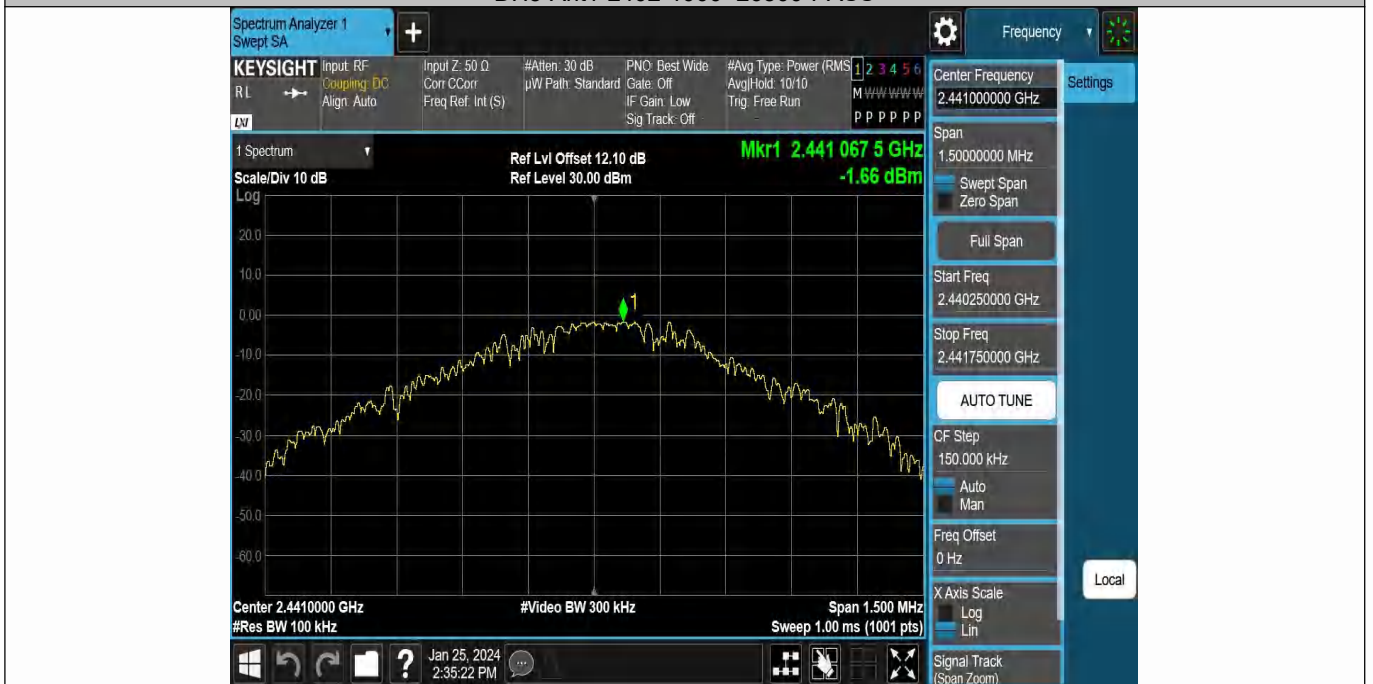 Spectrum Analyzer 1
Swept SA
+
Frequency
KEYSIGHT
RL
LXI
Input: RF
Coupling: DC
Align: Auto
Input Z: 50 Ω
Corr CCorr
Freq Ref: Int (S)
#Atten: 30 dB
µW Path: Standard
PNO: Best Wide
Gate: Off
IF Gain: Low
Sig Track: Off
#Avg Type: Power (RMS
Avg|Hold: 10/10
Trig: Free Run
1 2 3 4 5 6
M W W W W W
P P P P P P
Center Frequency
2.441000000 GHz
Settings
Span
1.50000000 MHz
Swept Span
Zero Span
Full Span
Start Freq
2.440250000 GHz
Stop Freq
2.441750000 GHz
AUTO TUNE
CF Step
150.000 kHz
Auto
Man
Freq Offset
0 Hz
X Axis Scale
Log
Lin
Signal Track
(Span Zoom)
Local
1 Spectrum
Scale/Div 10 dB
Log
Ref Lvl Offset 12.10 dB
Ref Level 30.00 dBm
Mkr1 2.441 067 5 GHz
-1.66 dBm
20.0
10.0
0.00
-10.0
-20.0
-30.0
-40.0
-50.0
-60.0
1
Center 2.4410000 GHz
#Res BW 100 kHz
#Video BW 300 kHz
Span 1.500 MHz
Sweep 1.00 ms (1001 pts)
?
Jan 25, 2024
2:35:22 PM